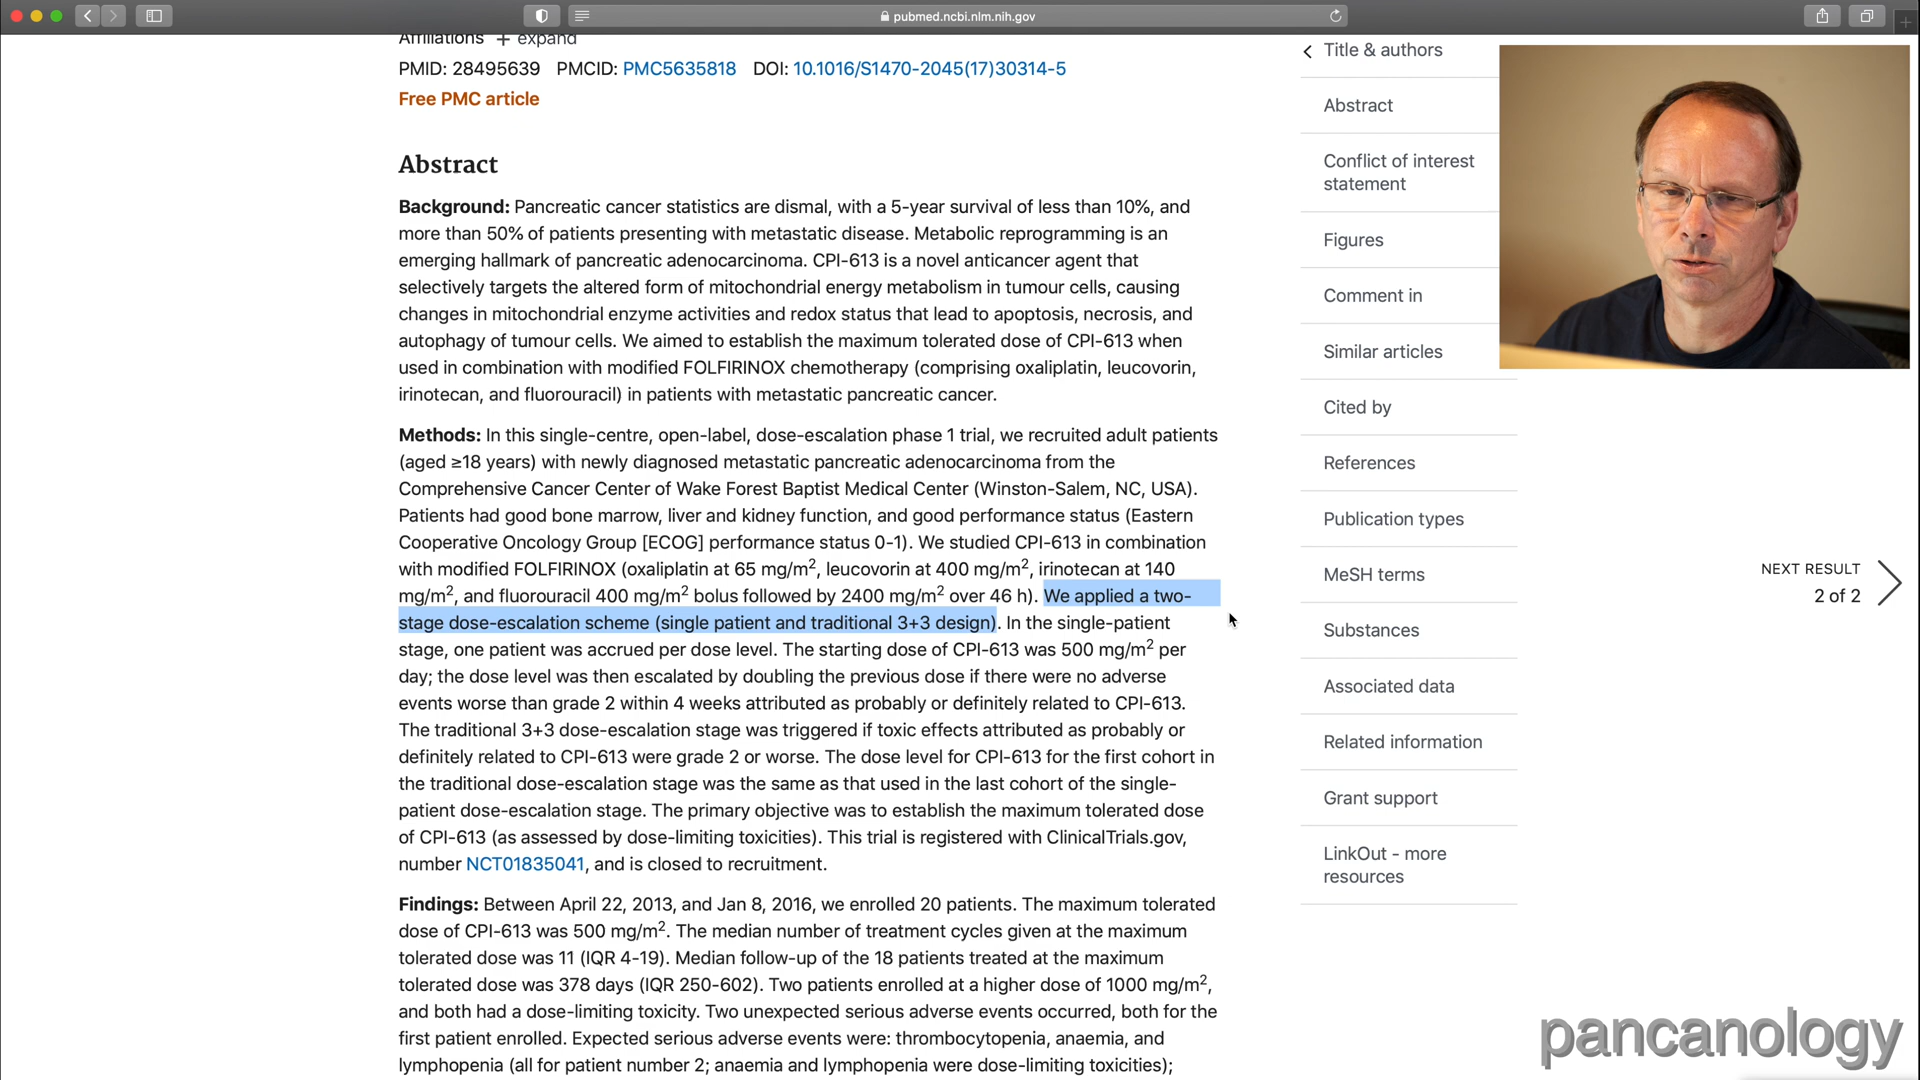 pubmed.ncbi.nlm.nih.gov
Affiliations + expand
PMID: 28495639 PMCID: PMC5635818 DOI: 10.1016/S1470-2045(17)30314-5
Free PMC article
Abstract
Background: Pancreatic cancer statistics are dismal, with a 5-year survival of less than 10%, and
more than 50% of patients presenting with metastatic disease. Metabolic reprogramming is an
emerging hallmark of pancreatic adenocarcinoma. CPI-613 is a novel anticancer agent that
selectively targets the altered form of mitochondrial energy metabolism in tumour cells, causing
changes in mitochondrial enzyme activities and redox status that lead to apoptosis, necrosis, and
autophagy of tumour cells. We aimed to establish the maximum tolerated dose of CPI-613 when
used in combination with modified FOLFIRINOX chemotherapy (comprising oxaliplatin, leucovorin,
irinotecan, and fluorouracil) in patients with metastatic pancreatic cancer.
Methods: In this single-centre, open-label, dose-escalation phase 1 trial, we recruited adult patients
(aged ≥18 years) with newly diagnosed metastatic pancreatic adenocarcinoma from the
Comprehensive Cancer Center of Wake Forest Baptist Medical Center (Winston-Salem, NC, USA).
Patients had good bone marrow, liver and kidney function, and good performance status (Eastern
Cooperative Oncology Group [ECOG] performance status 0-1). We studied CPI-613 in combination
with modified FOLFIRINOX (oxaliplatin at 65 mg/m², leucovorin at 400 mg/m², irinotecan at 140
mg/m², and fluorouracil 400 mg/m² bolus followed by 2400 mg/m² over 46 h). We applied a two-
stage dose-escalation scheme (single patient and traditional 3+3 design). In the single-patient
stage, one patient was accrued per dose level. The starting dose of CPI-613 was 500 mg/m² per
day; the dose level was then escalated by doubling the previous dose if there were no adverse
events worse than grade 2 within 4 weeks attributed as probably or definitely related to CPI-613.
The traditional 3+3 dose-escalation stage was triggered if toxic effects attributed as probably or
definitely related to CPI-613 were grade 2 or worse. The dose level for CPI-613 for the first cohort in
the traditional dose-escalation stage was the same as that used in the last cohort of the single-
patient dose-escalation stage. The primary objective was to establish the maximum tolerated dose
of CPI-613 (as assessed by dose-limiting toxicities). This trial is registered with ClinicalTrials.gov,
number NCT01835041, and is closed to recruitment.
Findings: Between April 22, 2013, and Jan 8, 2016, we enrolled 20 patients. The maximum tolerated
dose of CPI-613 was 500 mg/m². The median number of treatment cycles given at the maximum
tolerated dose was 11 (IQR 4-19). Median follow-up of the 18 patients treated at the maximum
tolerated dose was 378 days (IQR 250-602). Two patients enrolled at a higher dose of 1000 mg/m²,
and both had a dose-limiting toxicity. Two unexpected serious adverse events occurred, both for the
first patient enrolled. Expected serious adverse events were: thrombocytopenia, anaemia, and
lymphopenia (all for patient number 2; anaemia and lymphopenia were dose-limiting toxicities);
Title & authors
Abstract
Conflict of interest
statement
Figures
Comment in
Similar articles
Cited by
References
Publication types
MeSH terms
Substances
Associated data
Related information
Grant support
LinkOut - more
resources
NEXT RESULT
2 of 2
pancanology